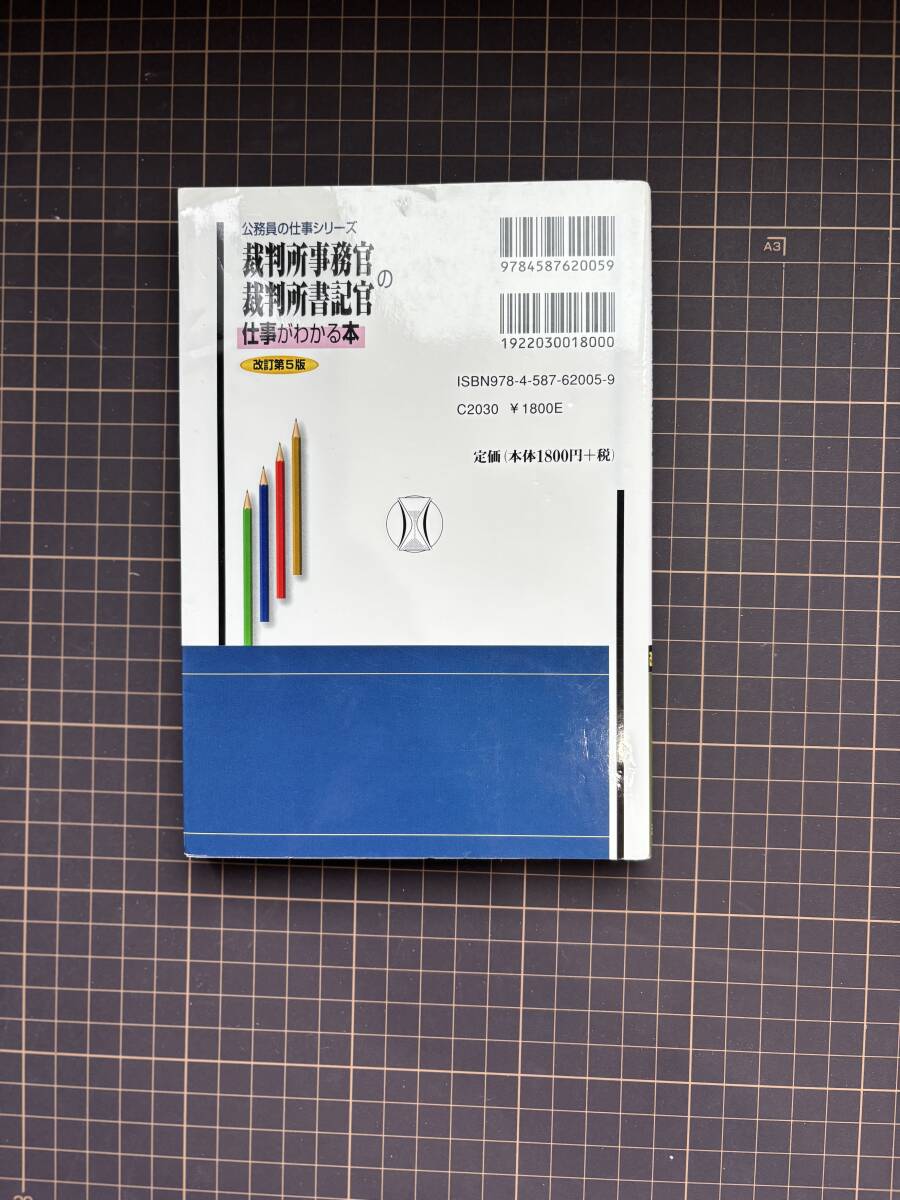 公務員の仕事シリーズ
裁判所事務官
裁判所書記官
の
仕事がわかる本
改訂第5版
9784587620059
1922030018000
ISBN978-4-587-62005-9
C2030 ¥1800E
定価(本体1800円+税)
A3